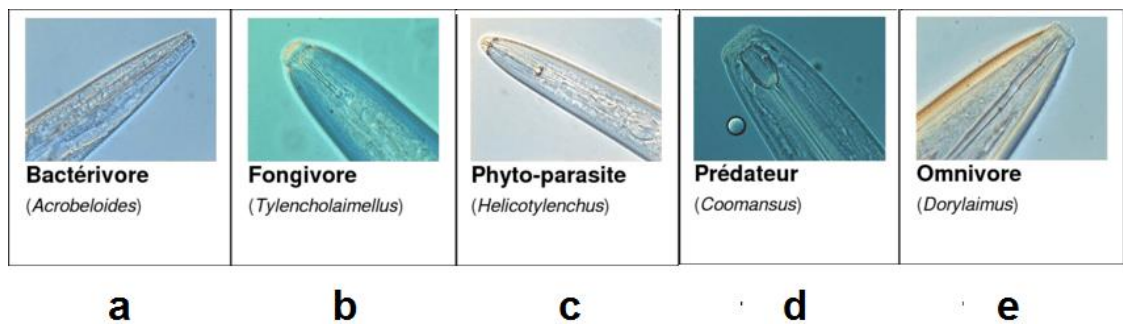 Bactérivore
(Acrobeloides)
Fongivore
(Tylencholaimellus)
Phyto-parasite
(Helicotylenchus)
Prédateur
(Coomansus)
Omnivore
(Dorylaimus)
a b c d e